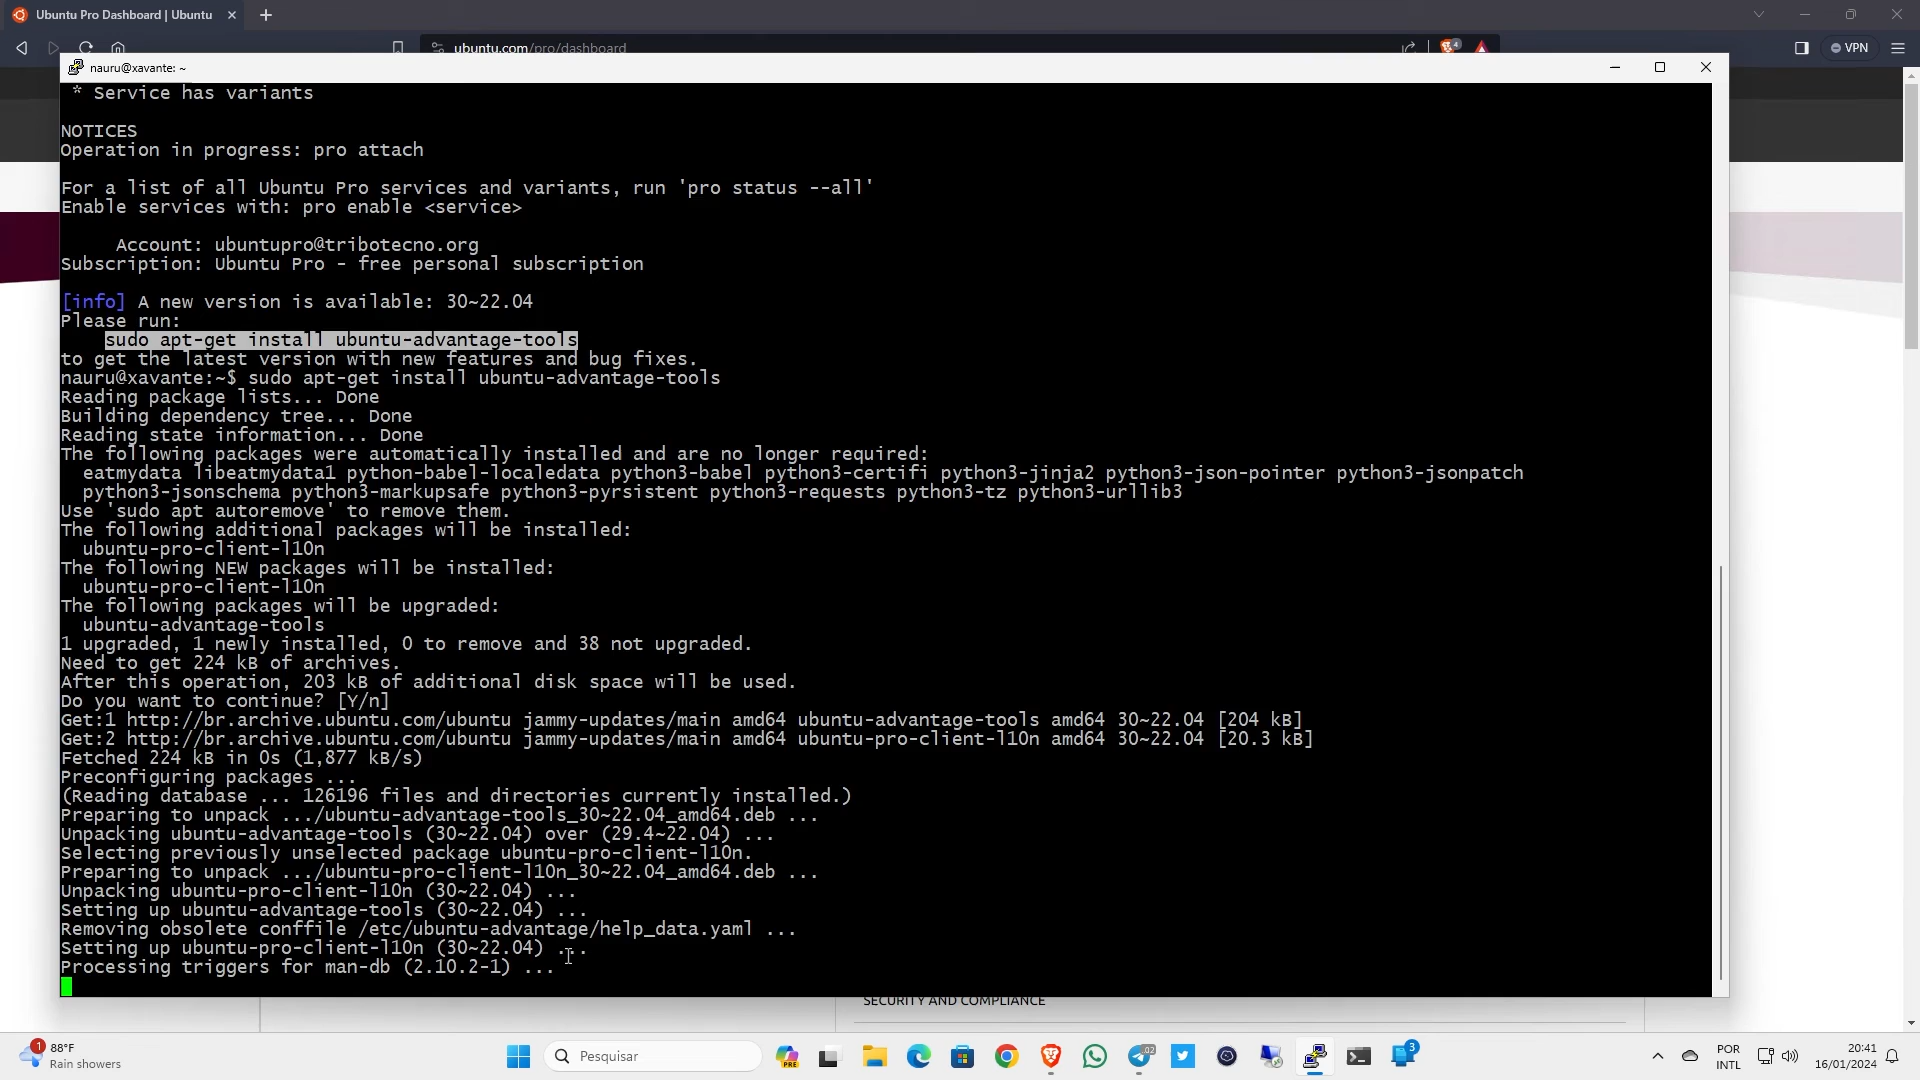 Ubuntu Pro Dashboard | Ubuntu
ubuntu.com/pro/dashboard
4
VPN
nauru@xavante: ~
* Service has variants
NOTICES
Operation in progress: pro attach
For a list of all Ubuntu Pro services and variants, run 'pro status --all'
Enable services with: pro enable <service>
Account: ubuntupro@tribotecno.org
Subscription: Ubuntu Pro - free personal subscription
[info] A new version is available: 30~22.04
Please run:
sudo apt-get install ubuntu-advantage-tools
to get the latest version with new features and bug fixes.
nauru@xavante:~$ sudo apt-get install ubuntu-advantage-tools
Reading package lists... Done
Building dependency tree... Done
Reading state information... Done
The following packages were automatically installed and are no longer required:
eatmydata libeatmydata1 python-babel-localedata python3-babel python3-certifi python3-jinja2 python3-json-pointer python3-jsonpatch
python3-jsonschema python3-markupsafe python3-pyrsistent python3-requests python3-tz python3-urllib3
Use 'sudo apt autoremove' to remove them.
The following additional packages will be installed:
ubuntu-pro-client-l10n
The following NEW packages will be installed:
ubuntu-pro-client-l10n
The following packages will be upgraded:
ubuntu-advantage-tools
1 upgraded, 1 newly installed, 0 to remove and 38 not upgraded.
Need to get 224 kB of archives.
After this operation, 203 kB of additional disk space will be used.
Do you want to continue? [Y/n]
Get:1 http://br.archive.ubuntu.com/ubuntu jammy-updates/main amd64 ubuntu-advantage-tools amd64 30~22.04 [204 kB]
Get:2 http://br.archive.ubuntu.com/ubuntu jammy-updates/main amd64 ubuntu-pro-client-l10n amd64 30~22.04 [20.3 kB]
Fetched 224 kB in 0s (1,877 kB/s)
Preconfiguring packages ...
(Reading database ... 126196 files and directories currently installed.)
Preparing to unpack .../ubuntu-advantage-tools_30~22.04_amd64.deb ...
Unpacking ubuntu-advantage-tools (30~22.04) over (29.4~22.04) ...
Selecting previously unselected package ubuntu-pro-client-l10n.
Preparing to unpack .../ubuntu-pro-client-l10n_30~22.04_amd64.deb ...
Unpacking ubuntu-pro-client-l10n (30~22.04) ...
Setting up ubuntu-advantage-tools (30~22.04) ...
Removing obsolete conffile /etc/ubuntu-advantage/help_data.yaml ...
Setting up ubuntu-pro-client-l10n (30~22.04) ...
Processing triggers for man-db (2.10.2-1) ...
SECURITY AND COMPLIANCE
1
88°F
Rain showers
Pesquisar
PRE
02
3
POR
INTL
20:41
16/01/2024